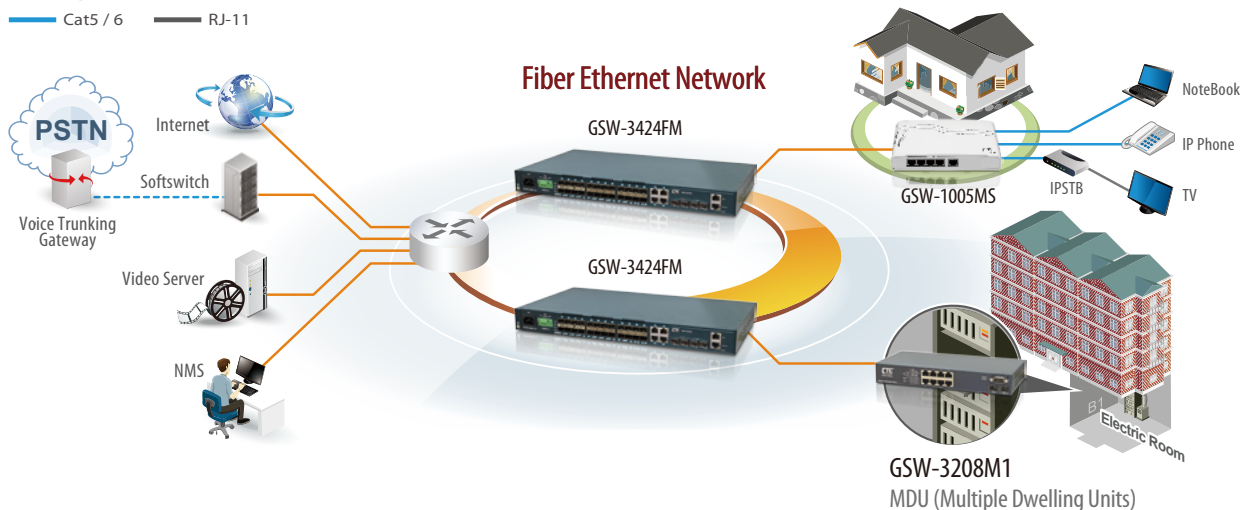 Cat5 / 6
RJ-11
Fiber Ethernet Network
PSTN
Internet
Softswitch
Voice Trunking
Gateway
Video Server
NMS
GSW-3424FM
GSW-3424FM
GSW-1005MS
NoteBook
IP Phone
IPSTB
TV
CTC
B1
Electric Room
GSW-3208M1
MDU (Multiple Dwelling Units)